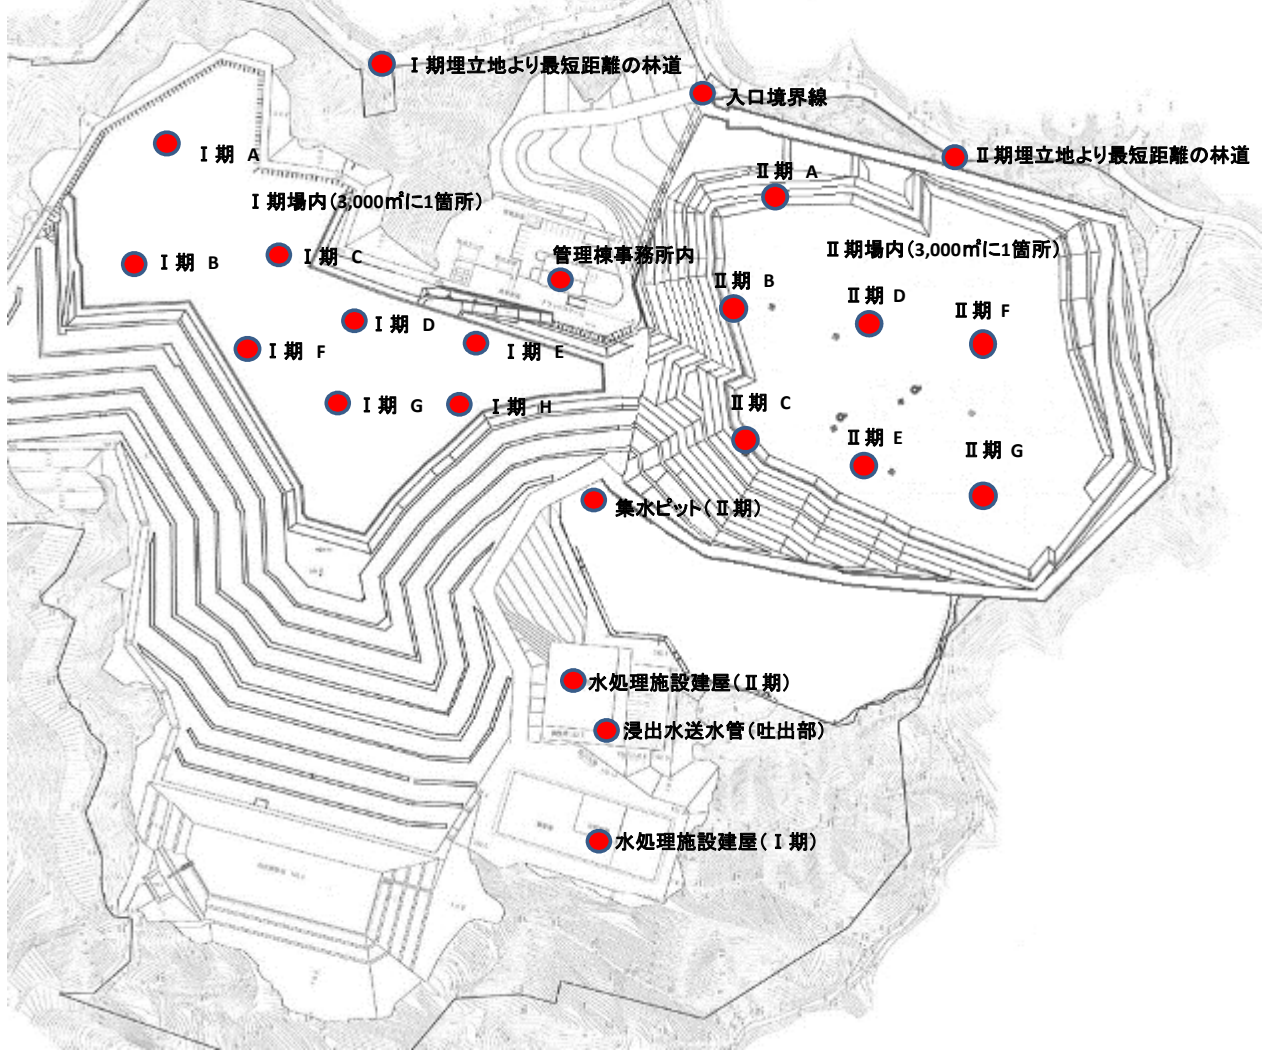 Ⅰ期埋立地より最短距離の林道
入口境界線
Ⅱ期埋立地より最短距離の林道
Ⅰ期 A
Ⅱ期 A
Ⅰ期場内(3,000㎡に1箇所)
Ⅱ期場内(3,000㎡に1箇所)
Ⅰ期 B
Ⅰ期 C
管理棟事務所内
Ⅱ期 B
Ⅱ期 D
Ⅱ期 F
Ⅰ期 D
Ⅰ期 F
Ⅰ期 E
Ⅰ期 G
Ⅰ期 H
Ⅱ期 C
Ⅱ期 E
Ⅱ期 G
集水ピット(Ⅱ期)
水処理施設建屋(Ⅱ期)
浸出水送水管(吐出部)
水処理施設建屋(Ⅰ期)